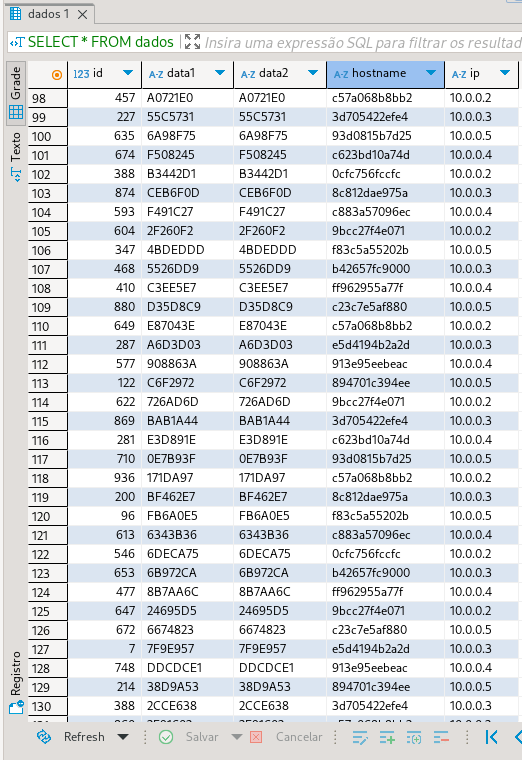 dados 1
SELECT * FROM dados Insira uma expressão SQL para filtrar os resultad
Grade
Texto
Registro
123 id A-Z data1 A-Z data2 A-Z hostname A-Z ip
98 457 A0721E0 A0721E0 c57a068b8bb2 10.0.0.2
99 227 55C5731 55C5731 3d705422efe4 10.0.0.3
100 635 6A98F75 6A98F75 93d0815b7d25 10.0.0.5
101 674 F508245 F508245 c623bd10a74d 10.0.0.4
102 388 B3442D1 B3442D1 0cfc756fccfc 10.0.0.2
103 874 CEB6F0D CEB6F0D 8c812dae975a 10.0.0.3
104 593 F491C27 F491C27 c883a57096ec 10.0.0.4
105 604 2F260F2 2F260F2 9bcc27f4e071 10.0.0.2
106 347 4BDEDDD 4BDEDDD f83c5a55202b 10.0.0.5
107 468 5526DD9 5526DD9 b42657fc9000 10.0.0.3
108 410 C3EE5E7 C3EE5E7 ff962955a77f 10.0.0.4
109 880 D35D8C9 D35D8C9 c23c7e5af880 10.0.0.5
110 649 E87043E E87043E c57a068b8bb2 10.0.0.2
111 287 A6D3D03 A6D3D03 e5d4194b2a2d 10.0.0.3
112 577 908863A 908863A 913e95eebeac 10.0.0.4
113 122 C6F2972 C6F2972 894701c394ee 10.0.0.5
114 622 726AD6D 726AD6D 9bcc27f4e071 10.0.0.2
115 869 BAB1A44 BAB1A44 3d705422efe4 10.0.0.3
116 281 E3D891E E3D891E c623bd10a74d 10.0.0.4
117 710 0E7B93F 0E7B93F 93d0815b7d25 10.0.0.5
118 936 171DA97 171DA97 c57a068b8bb2 10.0.0.2
119 200 BF462E7 BF462E7 8c812dae975a 10.0.0.3
120 96 FB6A0E5 FB6A0E5 f83c5a55202b 10.0.0.5
121 613 6343B36 6343B36 c883a57096ec 10.0.0.4
122 546 6DECA75 6DECA75 0cfc756fccfc 10.0.0.2
123 653 6B972CA 6B972CA b42657fc9000 10.0.0.3
124 477 8B7AA6C 8B7AA6C ff962955a77f 10.0.0.4
125 647 24695D5 24695D5 9bcc27f4e071 10.0.0.2
126 672 6674823 6674823 c23c7e5af880 10.0.0.5
127 7 7F9E957 7F9E957 e5d4194b2a2d 10.0.0.3
128 748 DDCDCE1 DDCDCE1 913e95eebeac 10.0.0.4
129 214 38D9A53 38D9A53 894701c394ee 10.0.0.5
130 388 2CCE638 2CCE638 3d705422efe4 10.0.0.3
Refresh Salvar Cancelar